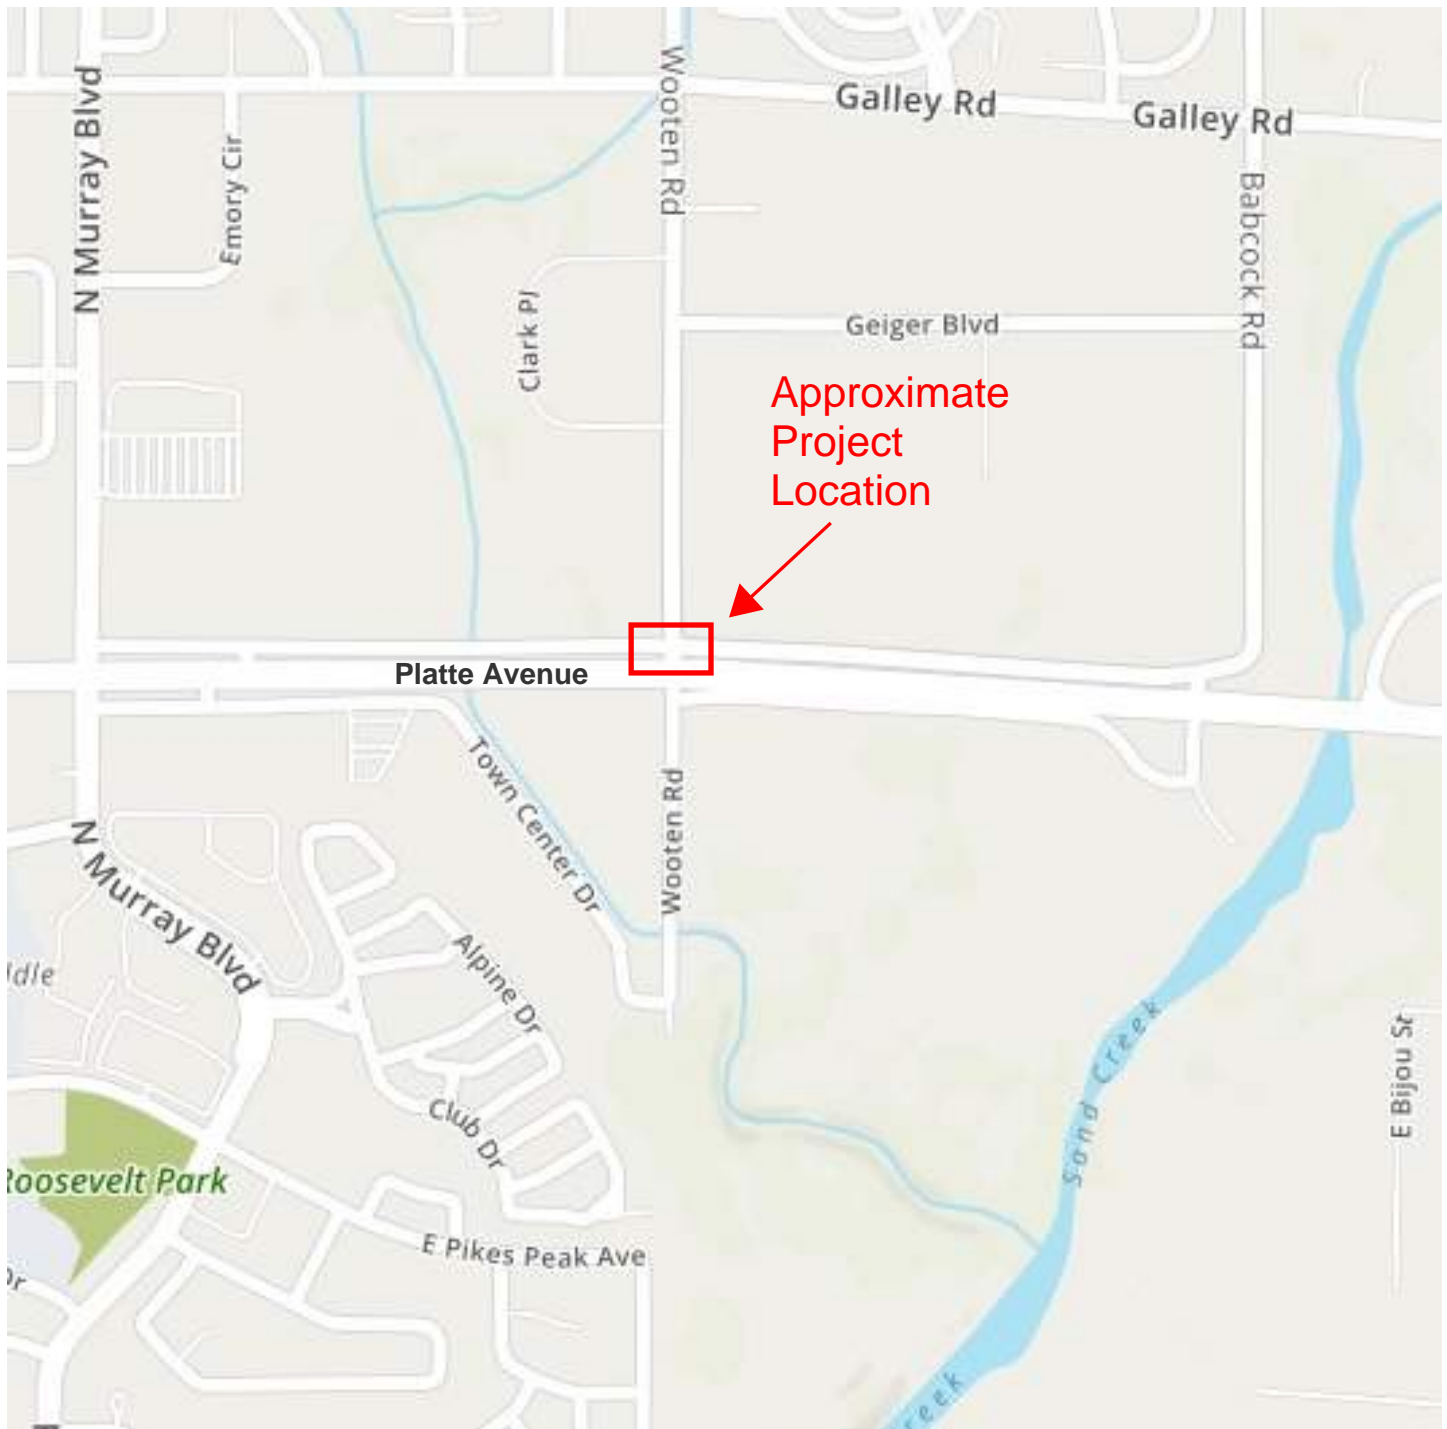 Galley Rd
Galley Rd
N Murray Blvd
Wooten Rd
Emory Cir
Babcock Rd
Clark Pl
Geiger Blvd
Approximate
Project
Location
Platte Avenue
Town Center Dr
Wooten Rd
N Murray Blvd
Alpine Dr
Sand Creek
E Bijou St
Club Dr
Roosevelt Park
E Pikes Peak Ave
Dr
reek